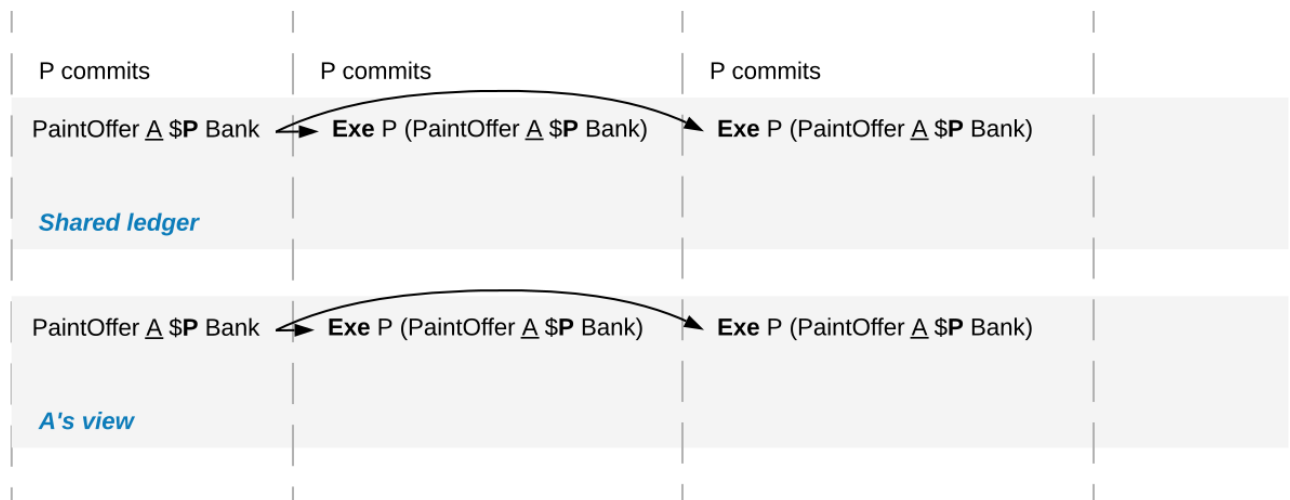 P commits P commits P commits
PaintOffer A $P Bank Exe P (PaintOffer A $P Bank) Exe P (PaintOffer A $P Bank)
Shared ledger
PaintOffer A $P Bank Exe P (PaintOffer A $P Bank) Exe P (PaintOffer A $P Bank)
A's view